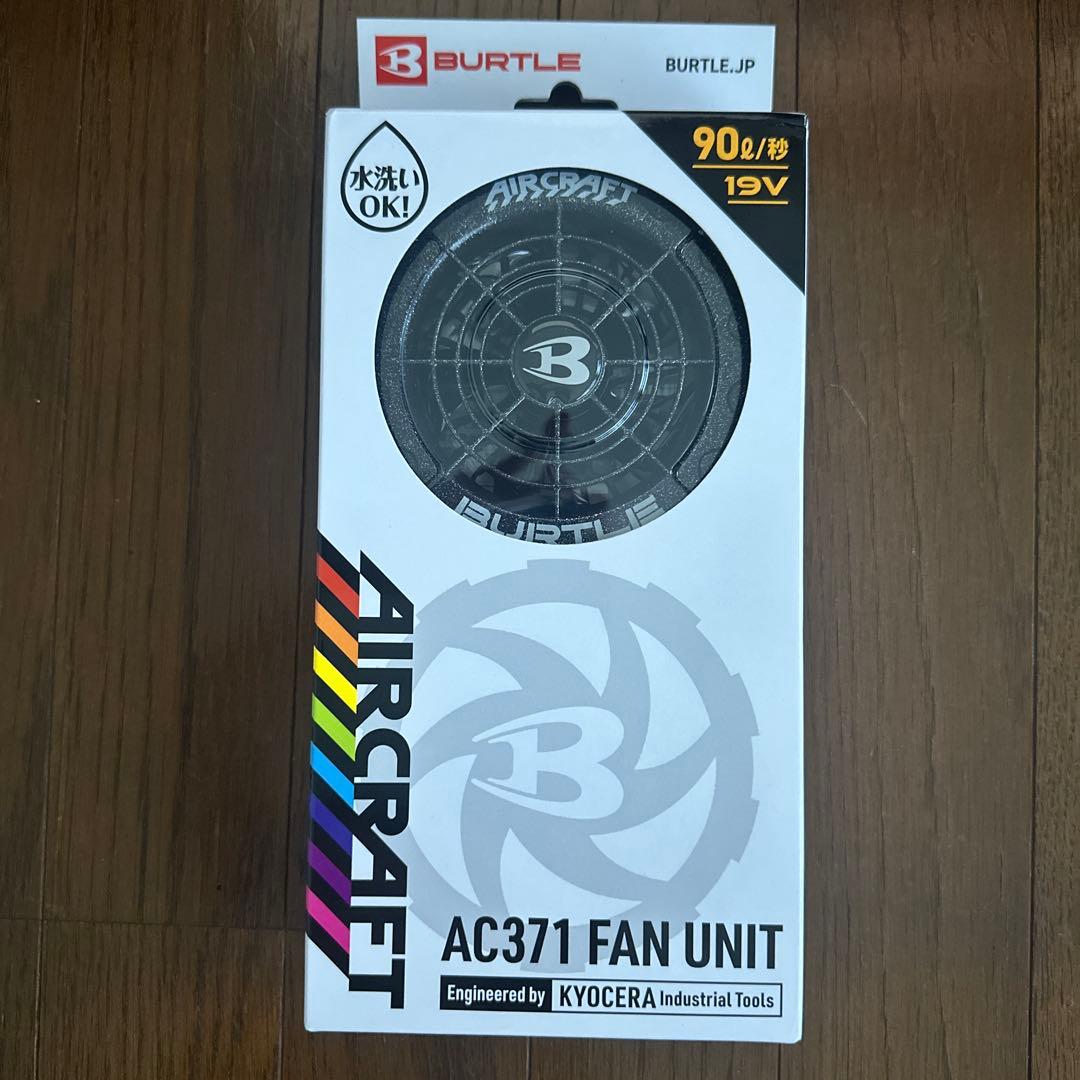 B BURTLE
BURTLE.JP
水洗い
OK!
90ℓ/秒
19V
AIRCRAFT
B
BURTLE
AIRCRAFT
B
AC371 FAN UNIT
Engineered by KYOCERA Industrial Tools